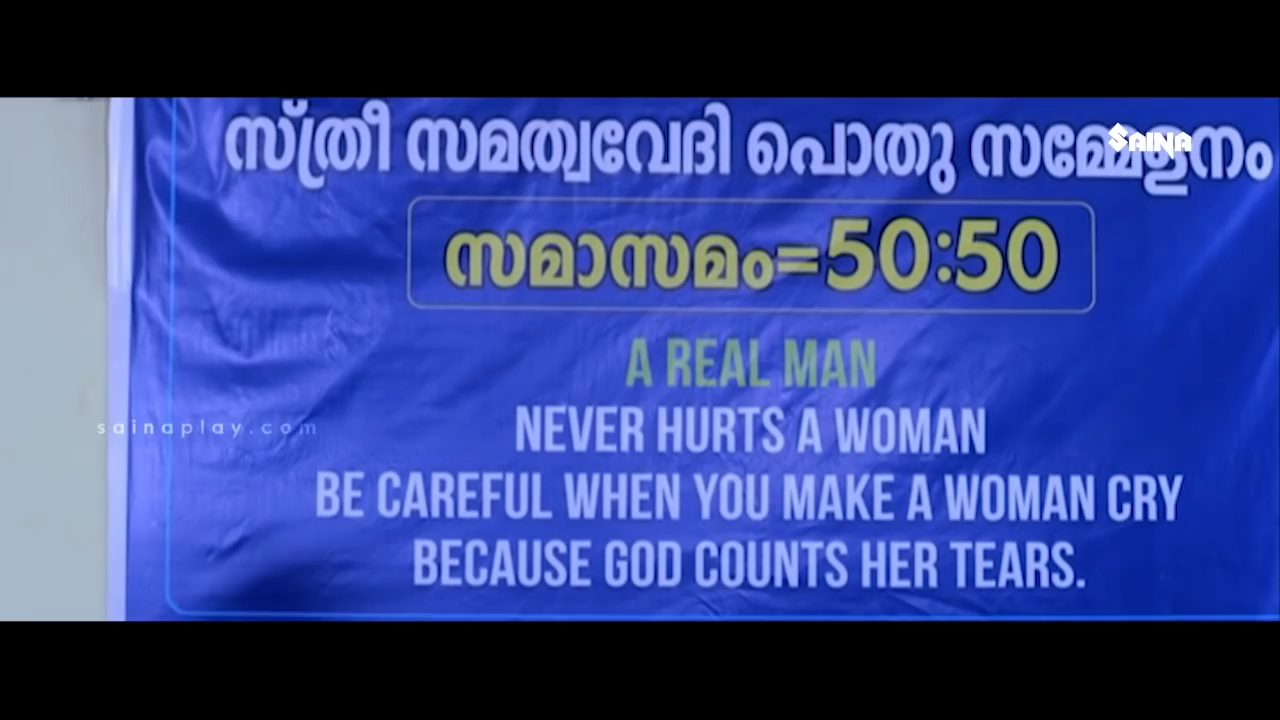 സ്ത്രീ സമത്വവേദി പൊതു സമ്മേളനം
SAINA
സമാസമം=50:50
A REAL MAN
NEVER HURTS A WOMAN
sainaplay.com
BE CAREFUL WHEN YOU MAKE A WOMAN CRY
BECAUSE GOD COUNTS HER TEARS.